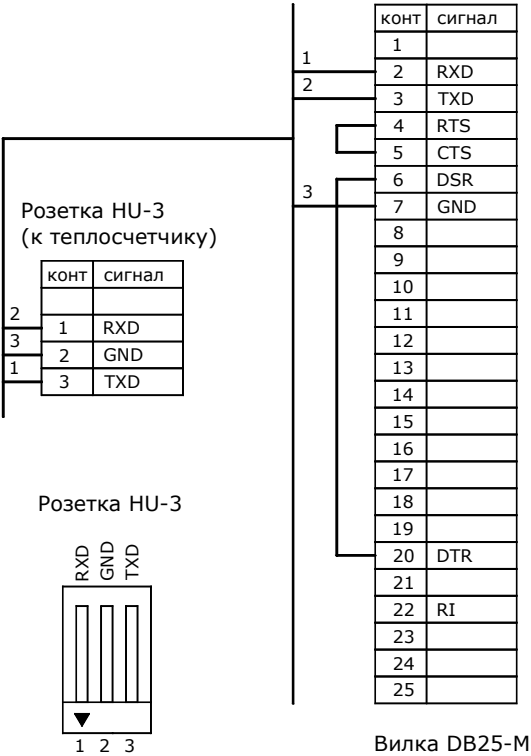 конт сигнал
1
1
2 RXD
2
3 TXD
4 RTS
5 CTS
6 DSR
3
7 GND
8
9
10
11
12
13
14
15
16
17
18
19
20 DTR
21
22 RI
23
24
25
Вилка DB25-M
Розетка HU-3
(к теплосчетчику)
конт сигнал
2
1 RXD
3
2 GND
1
3 TXD
Розетка HU-3
RXD
GND
TXD
1 2 3